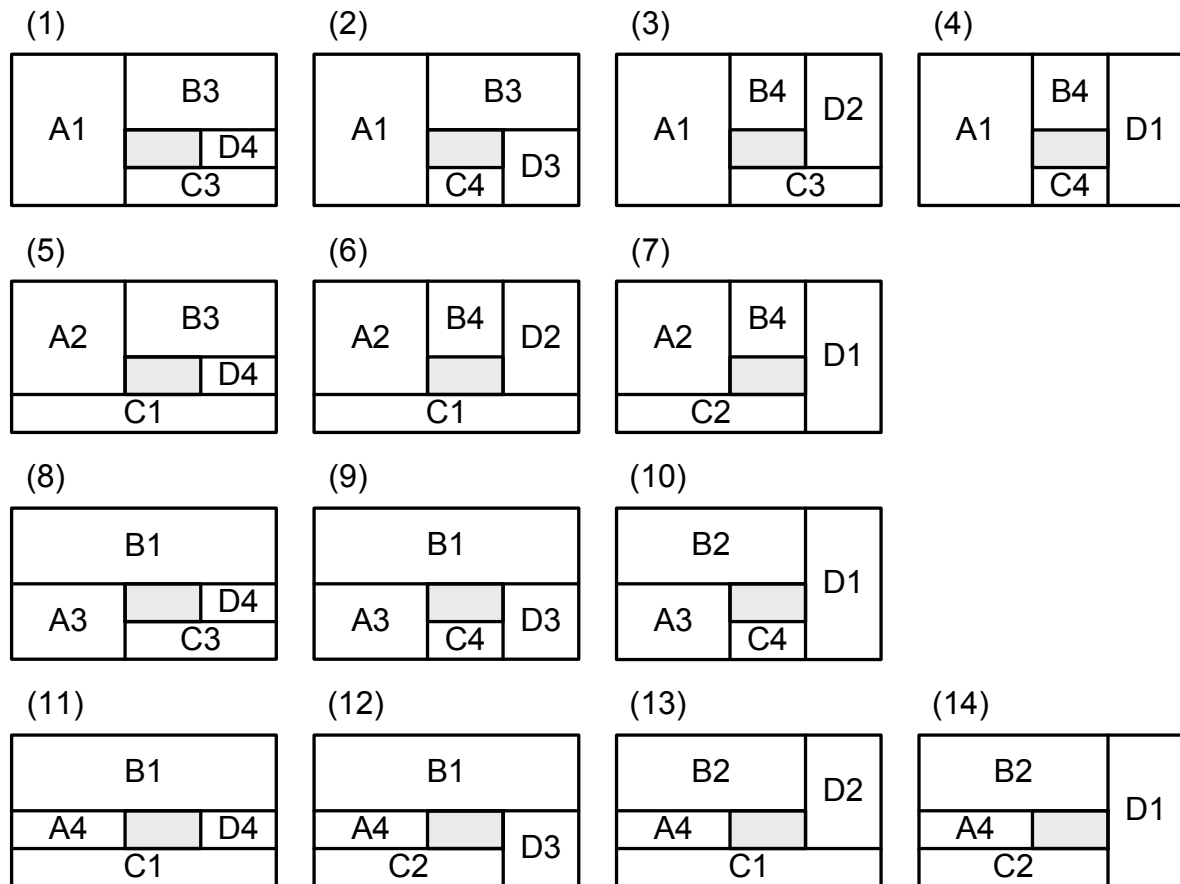 (1) (2) (3) (4)
B3 B3 B4 B4
A1 A1 A1 D2 A1 D1
D4 D3
C3 C4 C3 C4
(5) (6) (7)
A2 B3 A2 B4 D2 A2 B4
D1
D4
C1 C1 C2
(8) (9) (10)
B1 B1 B2
D1
A3 D4 A3 D3 A3
C3 C4 C4
(11) (12) (13) (14)
B1 B1 B2 D2 B2
D1
A4 D4 A4 A4 A4
D3
C1 C2 C1 C2